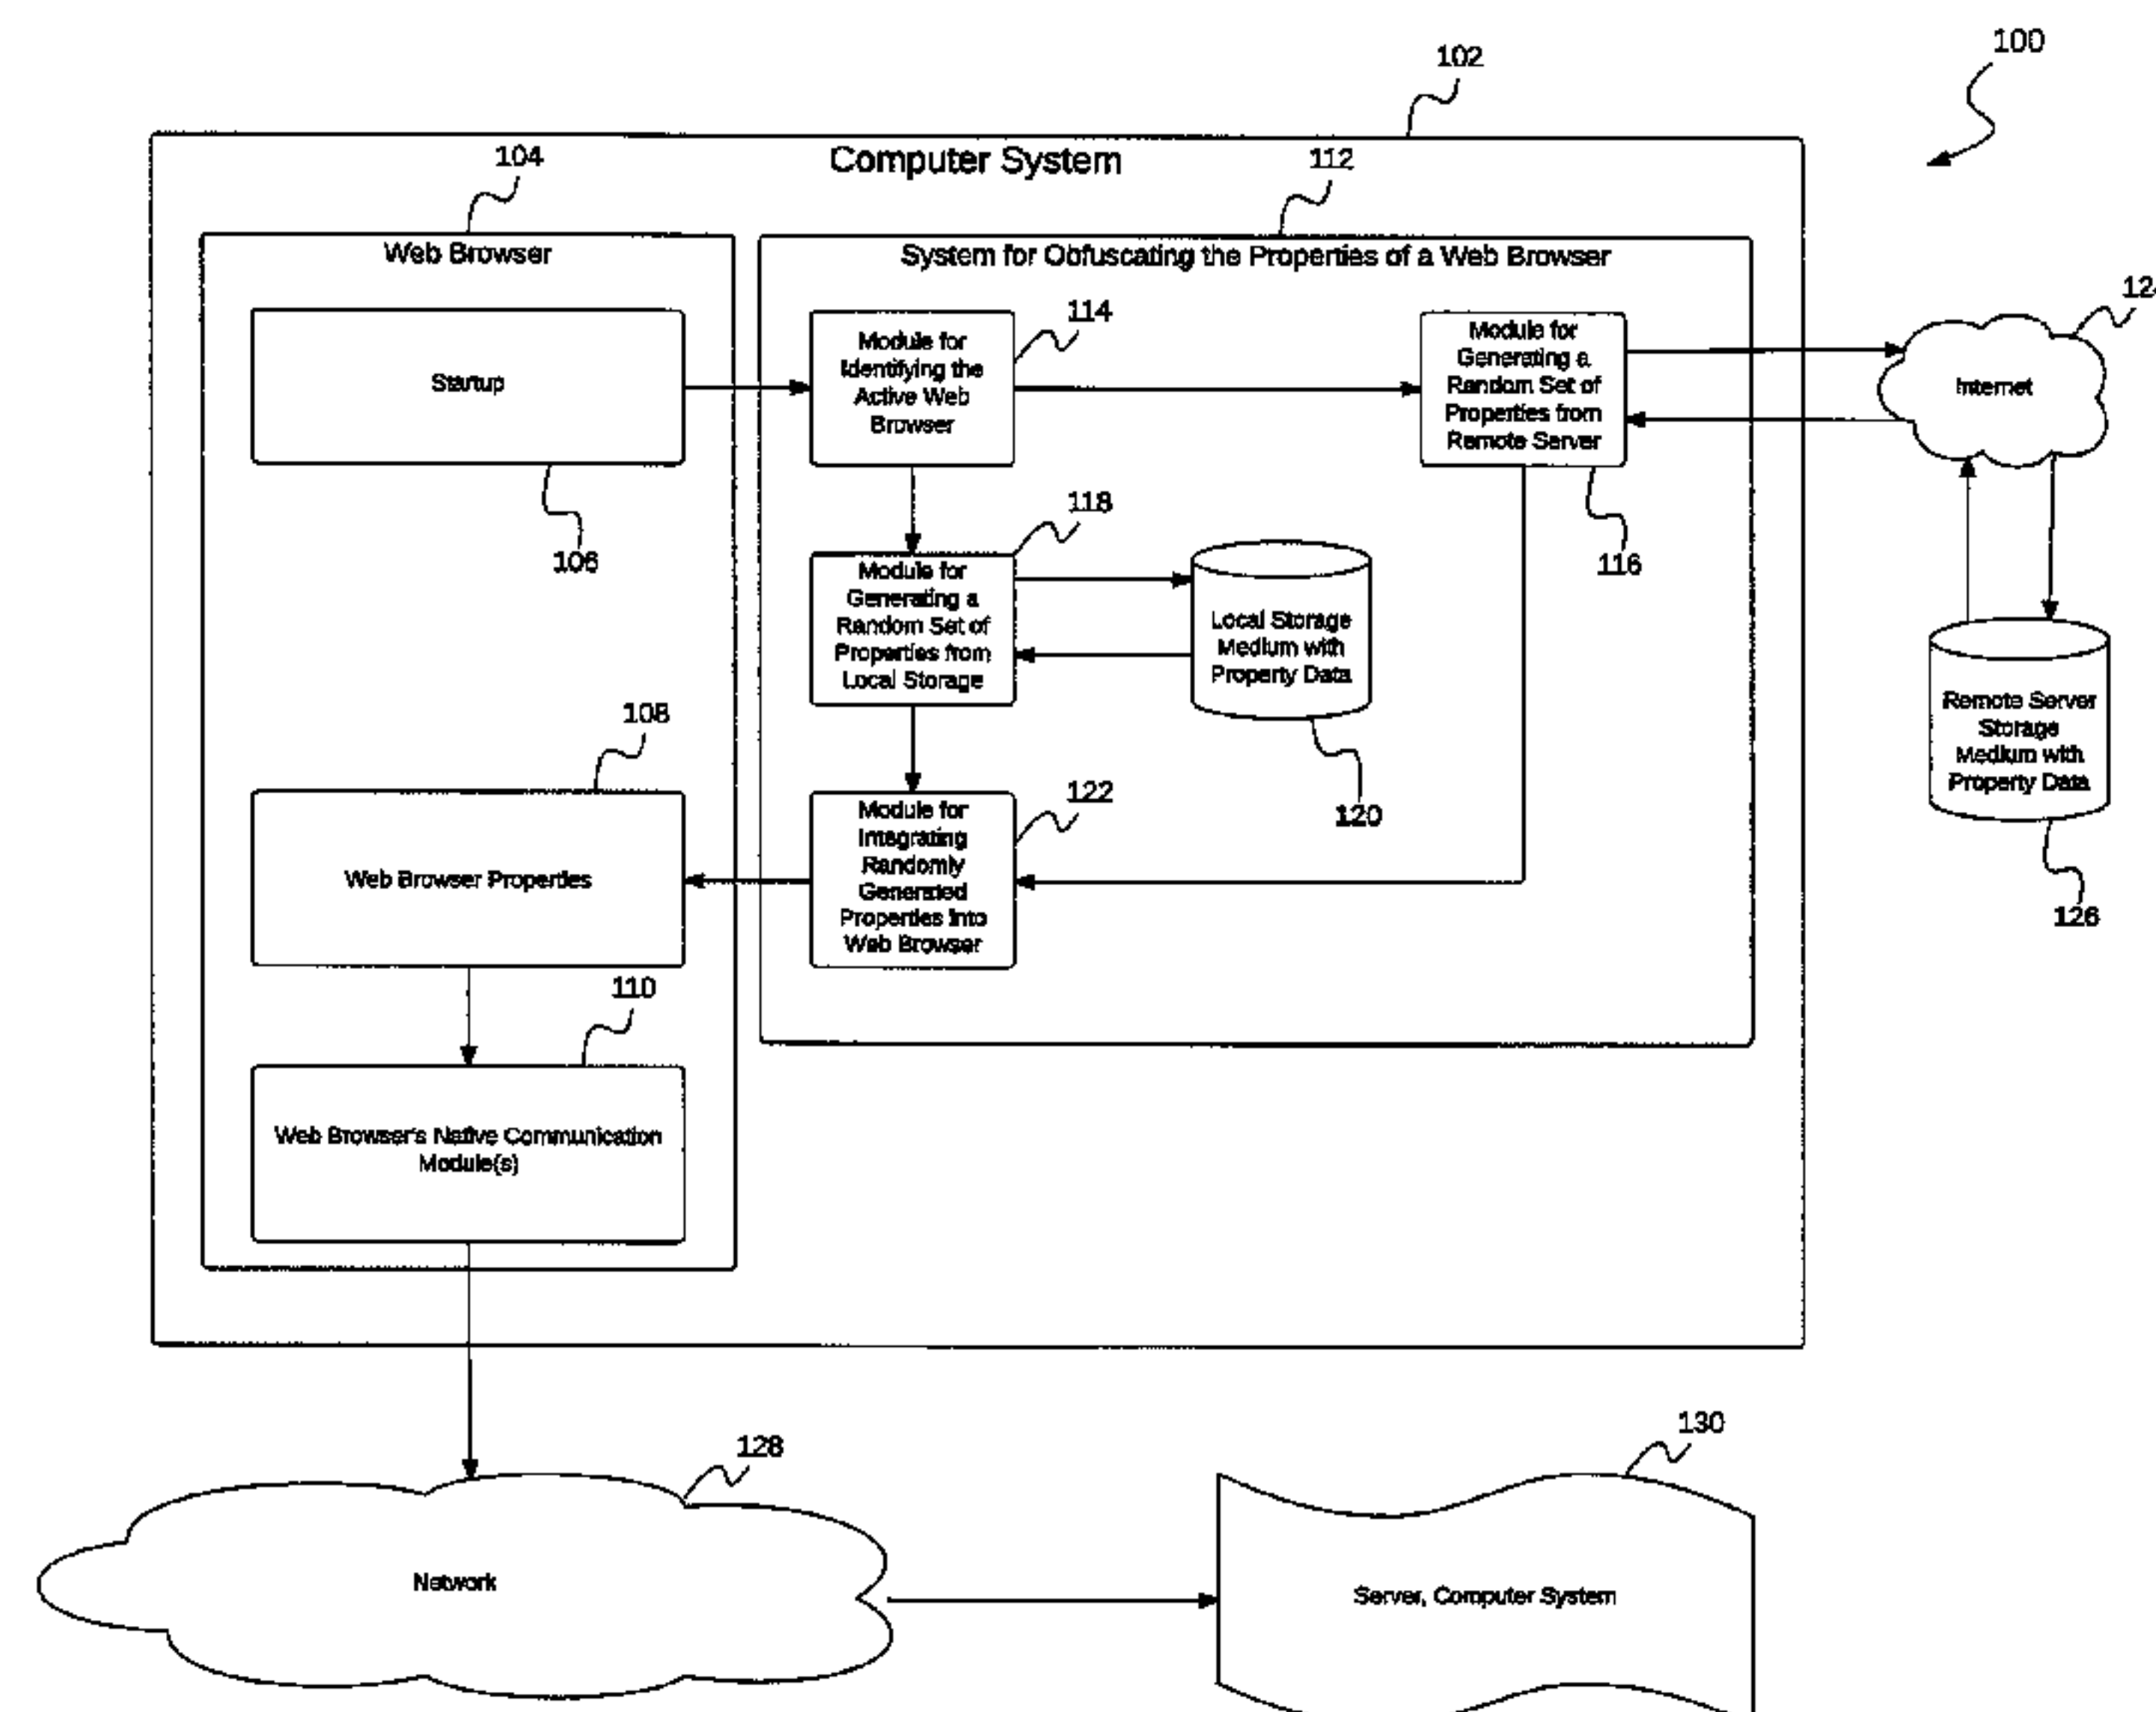 100
102
Computer System
104
112
Web Browser
System for Obfuscating the Properties of a Web Browser
Startup
106
Module for
Identifying the
Active Web
Browser
114
Module for
Generating a
Random Set of
Properties from
Remote Server
116
Internet
118
Module for
Generating a
Random Set of
Properties from
Local Storage
Local Storage
Medium with
Property Data
120
Remote Server
Storage
Medium with
Property Data
126
108
Web Browser Properties
122
Module for
Integrating
Randomly
Generated
Properties Into
Web Browser
110
Web Browser's Native Communication
Module(s)
128
Network
130
Server, Computer System